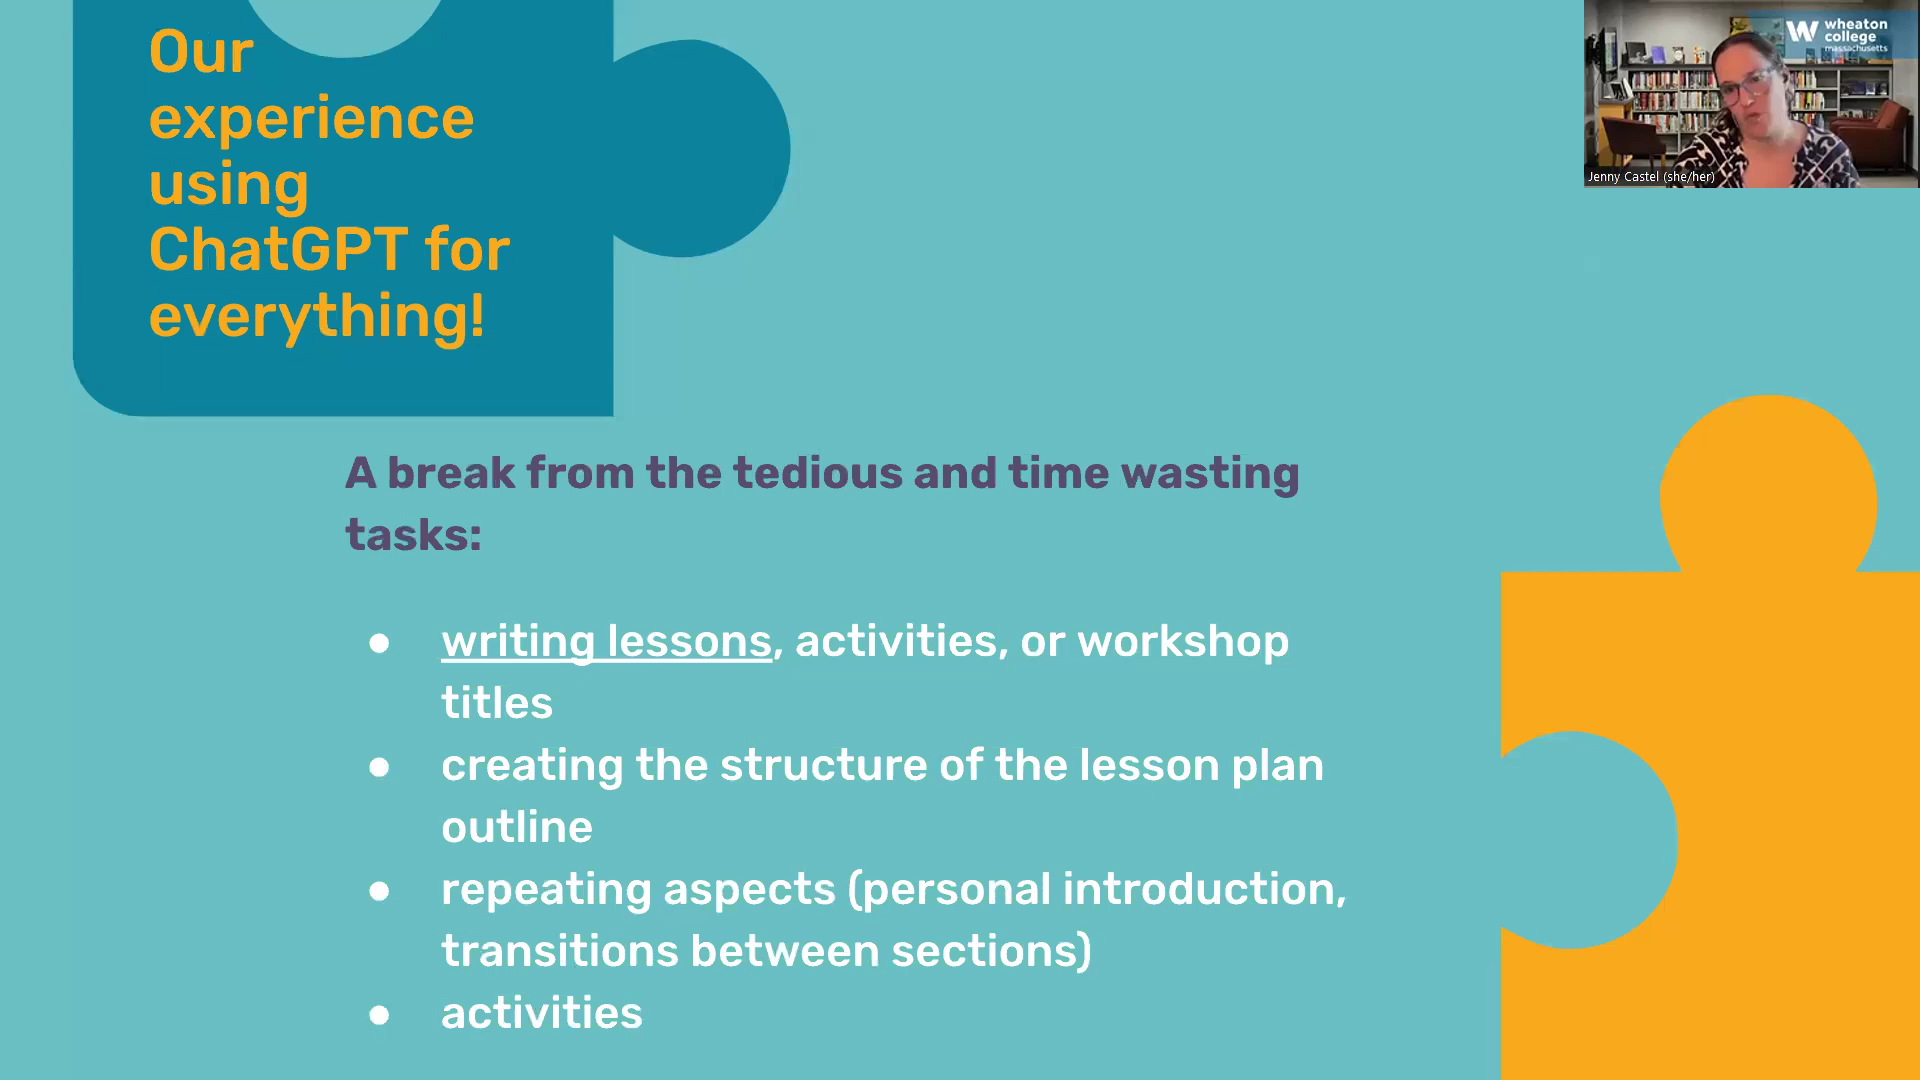 Our
experience
using
ChatGPT for
everything!
W wheaton
college
massachusetts
Jenny Castel (she/her)
A break from the tedious and time wasting
tasks:
● writing lessons, activities, or workshop
titles
● creating the structure of the lesson plan
outline
● repeating aspects (personal introduction,
transitions between sections)
● activities